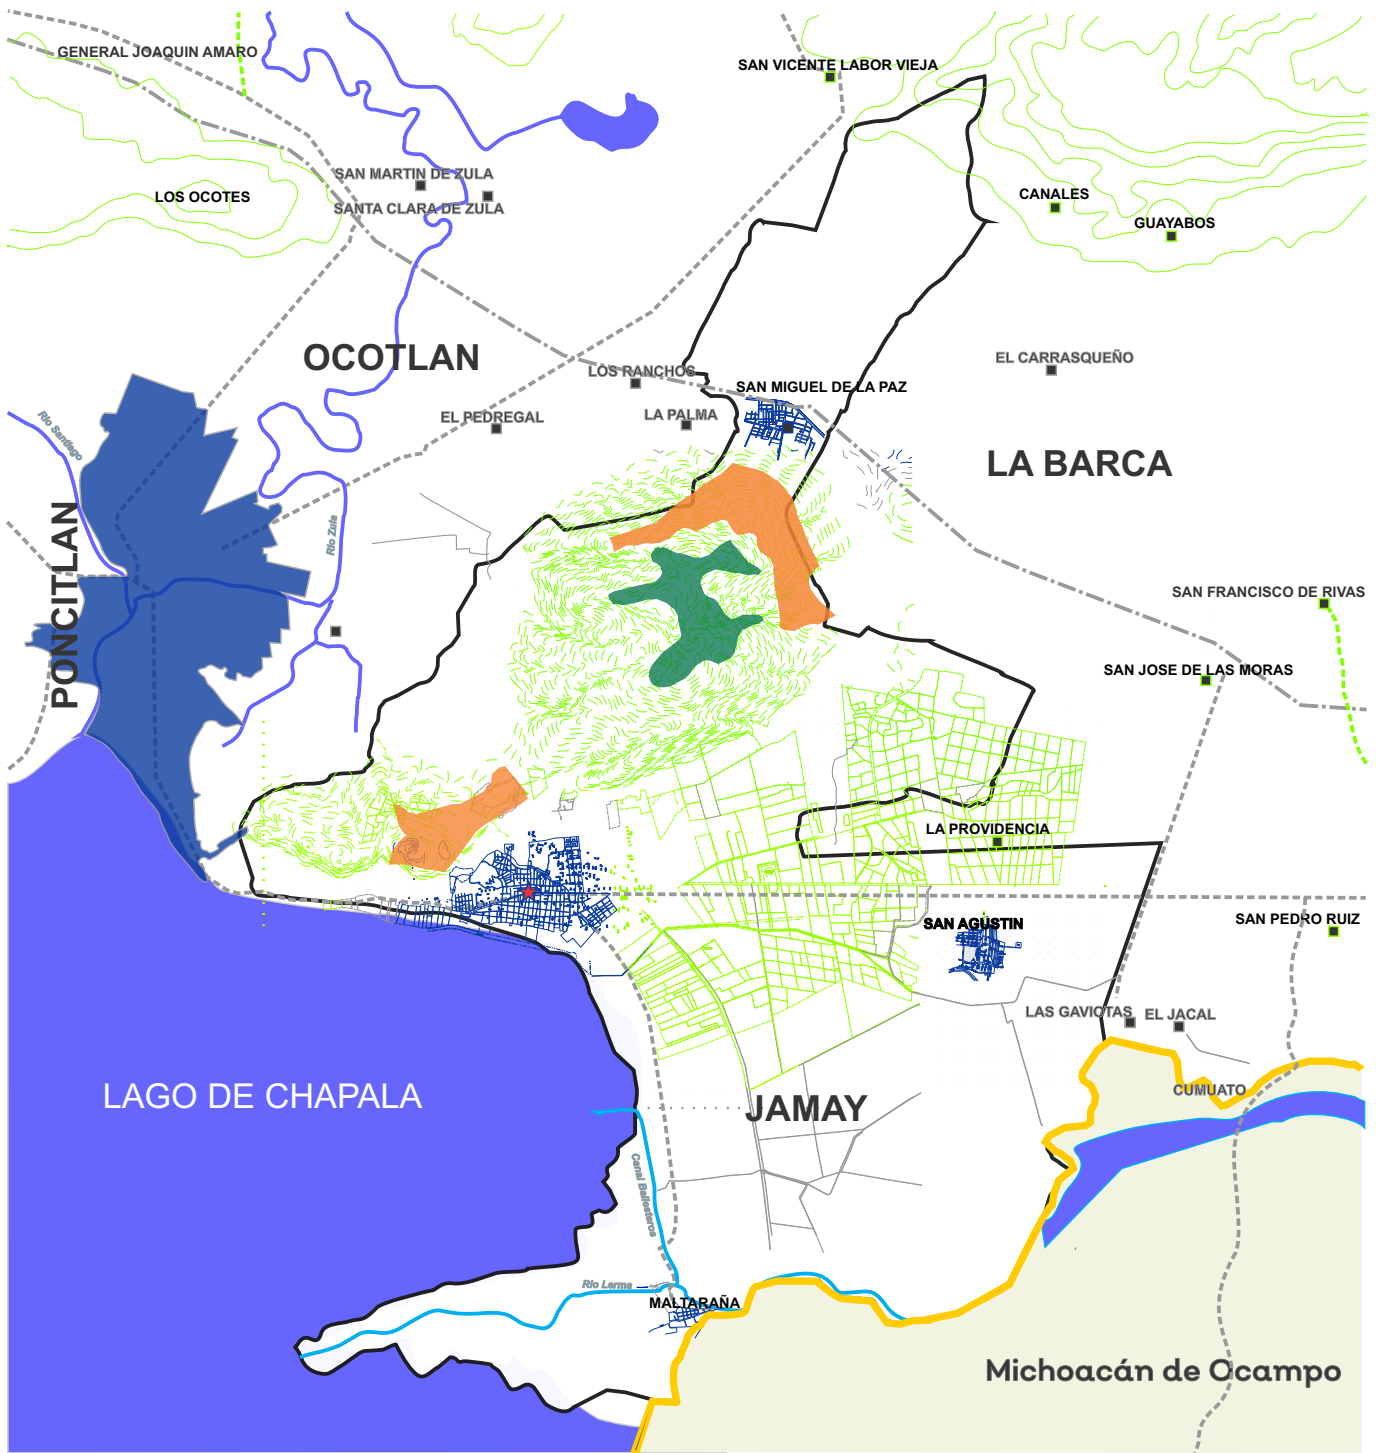 GENERAL JOAQUIN AMARO
SAN VICENTE LABOR VIEJA
SAN MARTIN DE ZULA
LOS OCOTES
SANTA CLARA DE ZULA
CANALES
GUAYABOS
OCOTLAN
EL CARRASQUEÑO
LOS RANCHOS
SAN MIGUEL DE LA PAZ
EL PEDREGAL
LA PALMA
Río Santiago
LA BARCA
PONCITLAN
Río Zula
SAN FRANCISCO DE RIVAS
SAN JOSE DE LAS MORAS
LA PROVIDENCIA
SAN AGUSTIN
SAN PEDRO RUIZ
LAS GAVIOTAS
EL JACAL
LAGO DE CHAPALA
CUMUATO
JAMAY
Canal Ballesteros
Río Lerma
MALTARAÑA
Michoacán de Ocampo